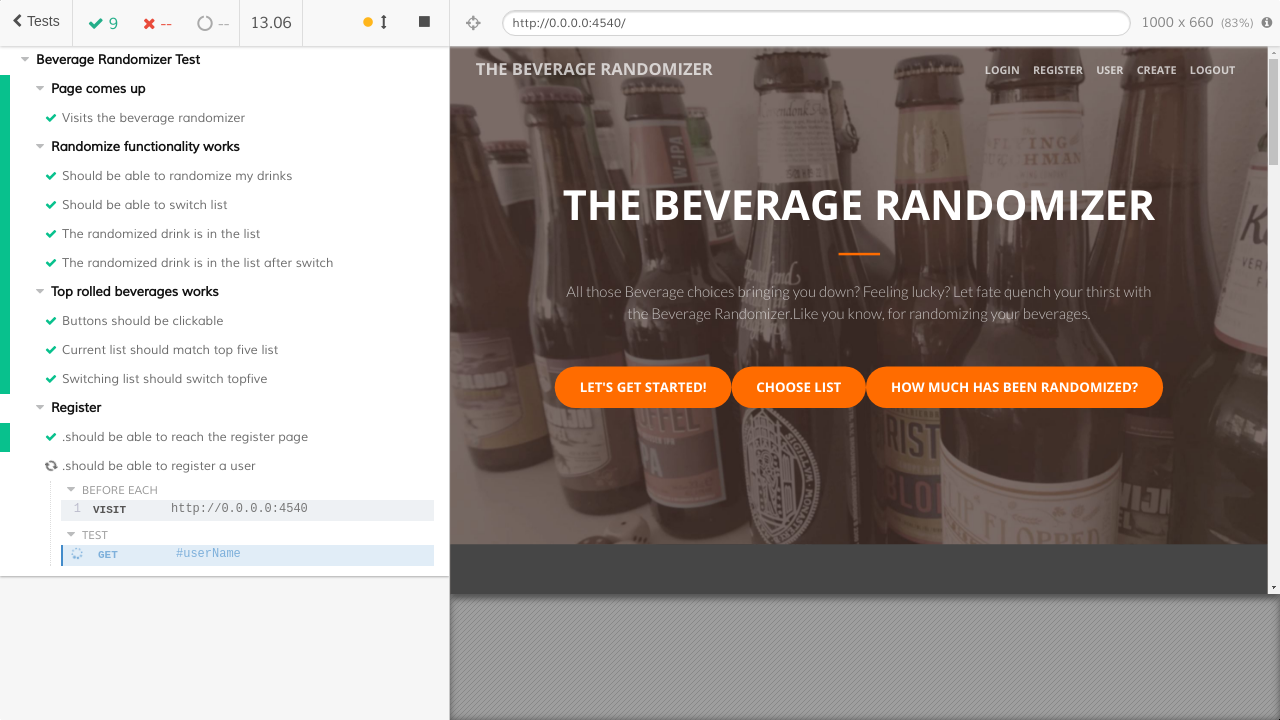 Tests 9 -- -- 13.06
http://0.0.0.0:4540/ 1000 x 660 (83%)
Beverage Randomizer Test
Page comes up
Visits the beverage randomizer
Randomize functionality works
Should be able to randomize my drinks
Should be able to switch list
The randomized drink is in the list
The randomized drink is in the list after switch
Top rolled beverages works
Buttons should be clickable
Current list should match top five list
Switching list should switch topfive
Register
.should be able to reach the register page
.should be able to register a user
BEFORE EACH
1 VISIT http://0.0.0.0:4540
TEST
GET #userName
THE BEVERAGE RANDOMIZER LOGIN REGISTER USER CREATE LOGOUT
THE BEVERAGE RANDOMIZER
All those Beverage choices bringing you down? Feeling lucky? Let fate quench your thirst with
the Beverage Randomizer.Like you know, for randomizing your beverages.
LET'S GET STARTED! CHOOSE LIST HOW MUCH HAS BEEN RANDOMIZED?
W-IPA